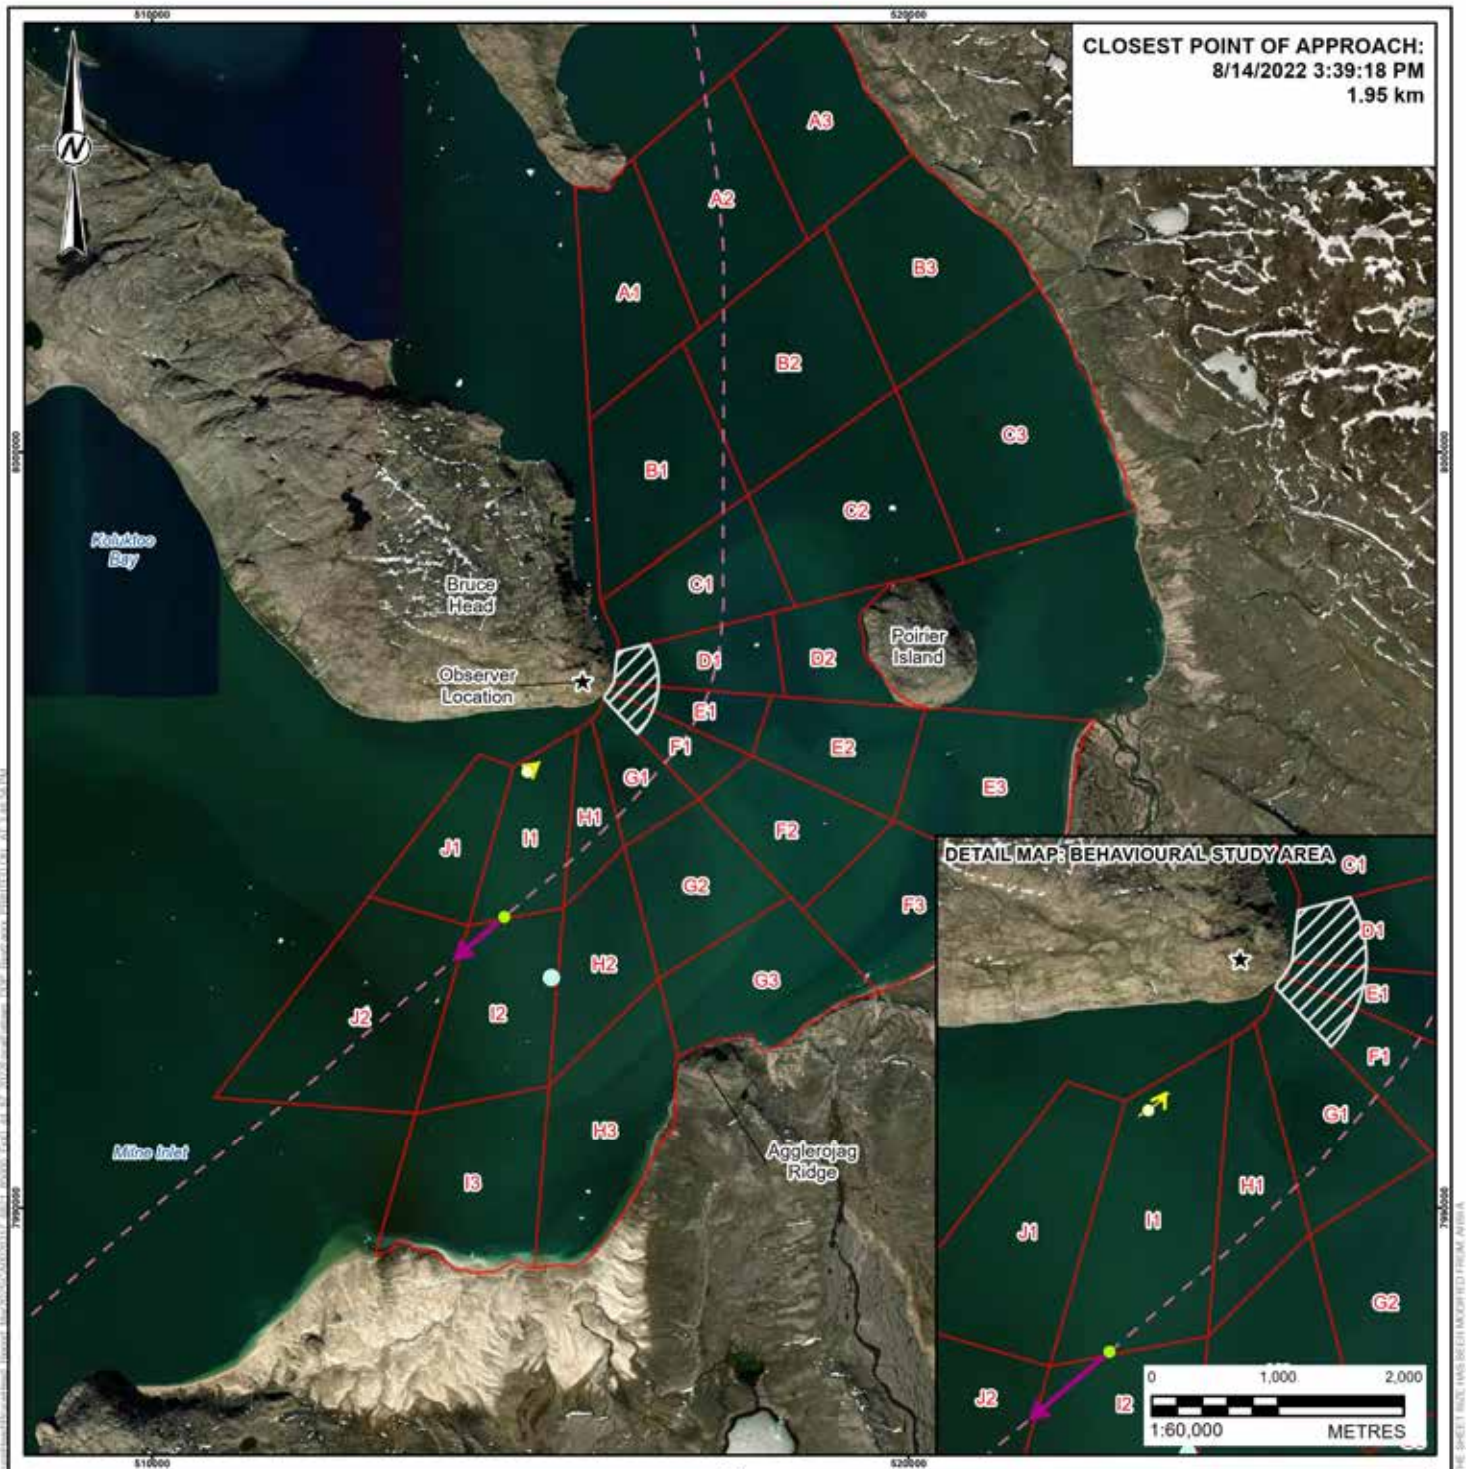 510000
520000
CLOSEST POINT OF APPROACH:
8/14/2022 3:39:18 PM
1.95 km
N
A3
A2
B3
A1
B2
C3
B1
C2
8000000
8000000
Koluktoo
Bay
Bruce
Head
C1
Poirier
Island
D1
D2
Observer
Location
E1
F1
E2
G1
E3
H1
I1
J1
F2
G2
F3
H2
G3
J2
I2
Milne Inlet
H3
I3
Agglerojag
Ridge
7990000
7990000
DETAIL MAP: BEHAVIOURAL STUDY AREA
C1
D1
E1
F1
G1
H1
I1
J1
G2
J2
I2
0
1,000
2,000
1:60,000
METRES
510000
520000